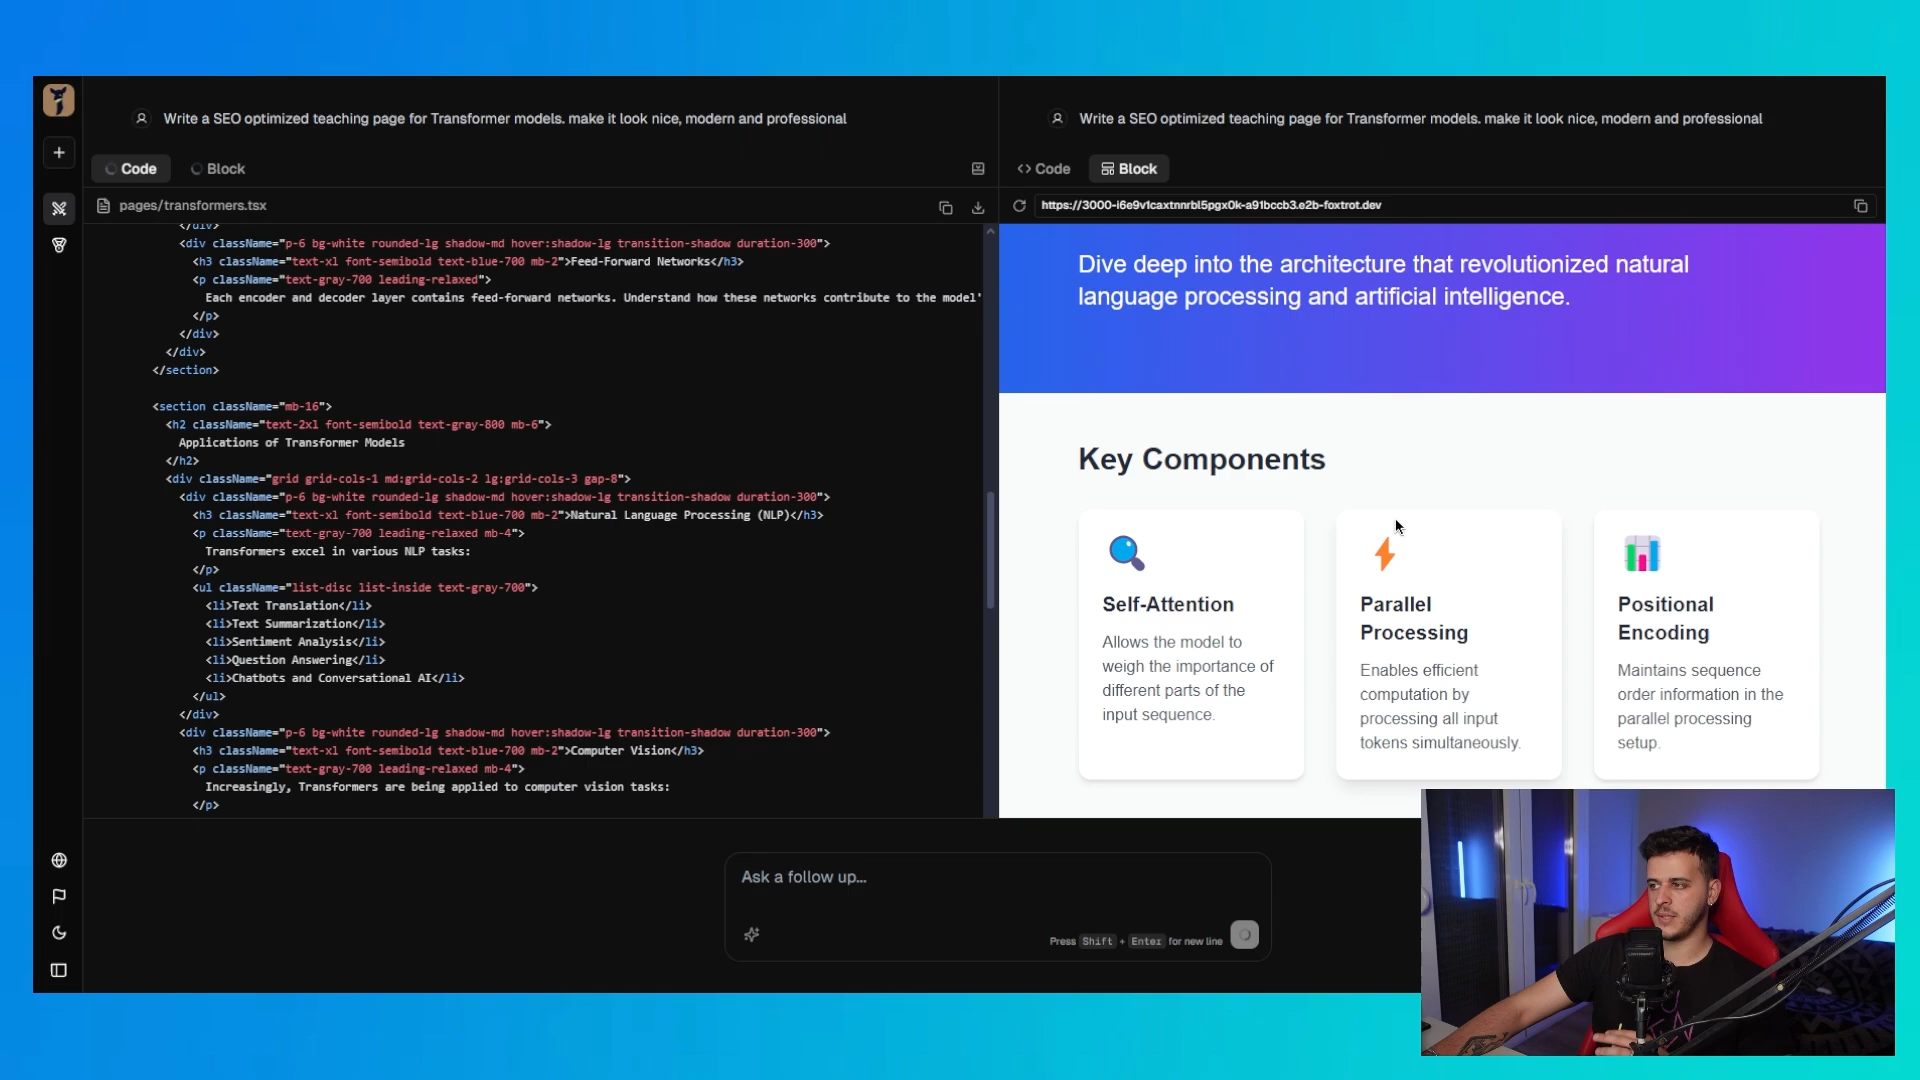 Write a SEO optimized teaching page for Transformer models. make it look nice, modern and professional
Code
Block
pages/transformers.tsx
</div>
<div className="p-6 bg-white rounded-lg shadow-md hover:shadow-lg transition-shadow duration-300">
<h3 className="text-xl font-semibold text-blue-700 mb-2">Feed-Forward Networks</h3>
<p className="text-gray-700 leading-relaxed">
Each encoder and decoder layer contains feed-forward networks. Understand how these networks contribute to the model'
</p>
</div>
</div>
</section>
<section className="mb-16">
<h2 className="text-2xl font-semibold text-gray-800 mb-6">
Applications of Transformer Models
</h2>
<div className="grid grid-cols-1 md:grid-cols-2 lg:grid-cols-3 gap-8">
<div className="p-6 bg-white rounded-lg shadow-md hover:shadow-lg transition-shadow duration-300">
<h3 className="text-xl font-semibold text-blue-700 mb-2">Natural Language Processing (NLP)</h3>
<p className="text-gray-700 leading-relaxed mb-4">
Transformers excel in various NLP tasks:
</p>
<ul className="list-disc list-inside text-gray-700">
<li>Text Translation</li>
<li>Text Summarization</li>
<li>Sentiment Analysis</li>
<li>Question Answering</li>
<li>Chatbots and Conversational AI</li>
</ul>
</div>
<div className="p-6 bg-white rounded-lg shadow-md hover:shadow-lg transition-shadow duration-300">
<h3 className="text-xl font-semibold text-blue-700 mb-2">Computer Vision</h3>
<p className="text-gray-700 leading-relaxed mb-4">
Increasingly, Transformers are being applied to computer vision tasks:
</p>
Write a SEO optimized teaching page for Transformer models. make it look nice, modern and professional
Code
Block
https://3000-i6e9v1caxtnnrbl5pgx0k-a91bccb3.e2b-foxtrot.dev
Dive deep into the architecture that revolutionized natural
language processing and artificial intelligence.
Key Components
Self-Attention
Allows the model to
weigh the importance of
different parts of the
input sequence.
Parallel
Processing
Enables efficient
computation by
processing all input
tokens simultaneously.
Positional
Encoding
Maintains sequence
order information in the
parallel processing
setup.
Ask a follow up...
Press Shift + Enter for new line